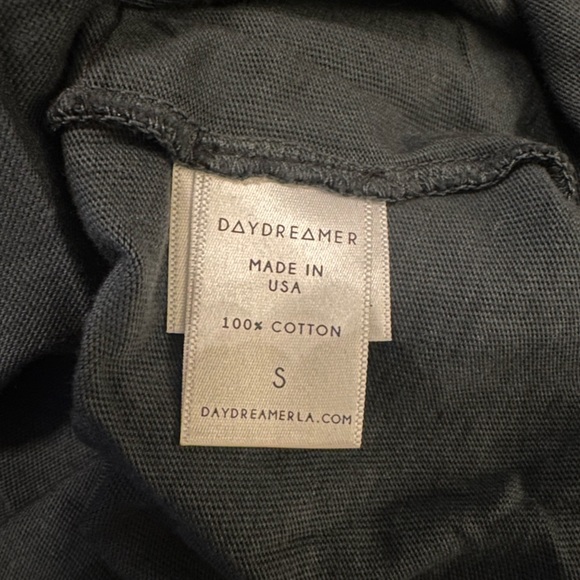 DAYDREAMER
MADE IN
USA
100% COTTON
S
DAYDREAMERLA.COM